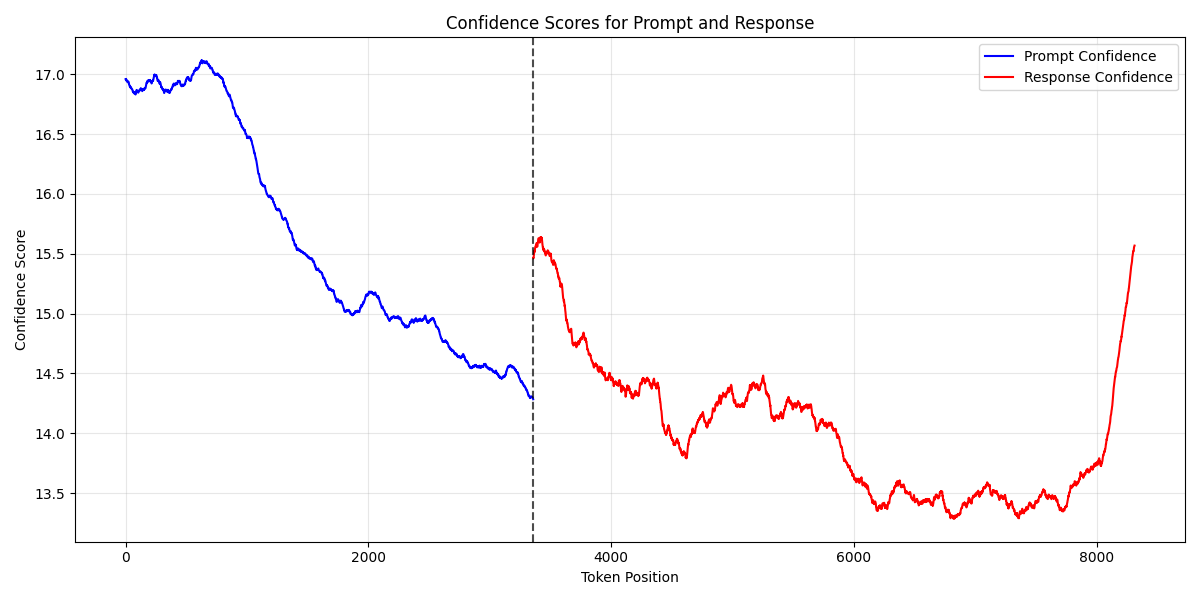 Confidence Scores for Prompt and Response
Prompt Confidence
Response Confidence
Confidence Score
17.0
16.5
16.0
15.5
15.0
14.5
14.0
13.5
0 2000 4000 6000 8000
Token Position